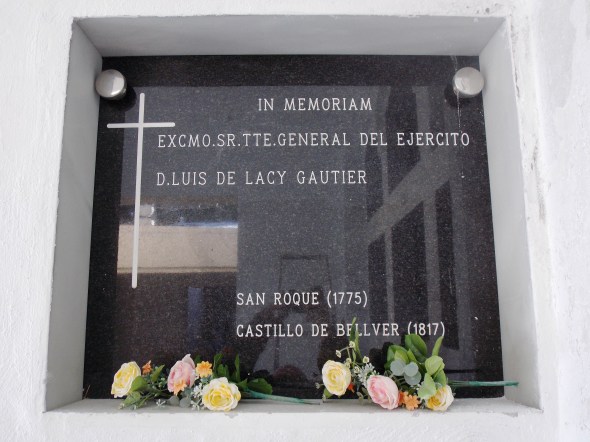 IN MEMORIAM
EXCMO.SR.TTE.GENERAL DEL EJERCITO
D.LUIS DE LACY GAUTIER
SAN ROQUE (1775)
CASTILLO DE BELLVER (1817)